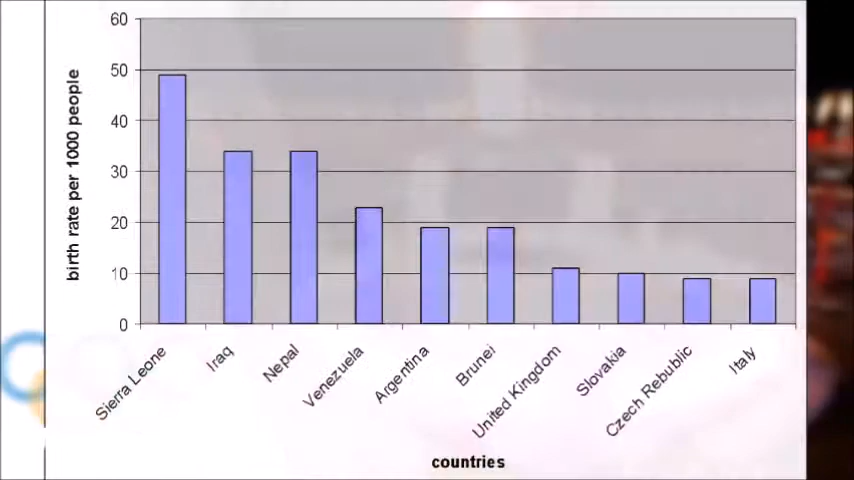 60
50
40
30
20
10
0
birth rate per 1000 people
Sierra Leone
Iraq
Nepal
Venezuela
Argentina
Brunei
United Kingdom
Slovakia
Czech Rebublic
Italy
countries